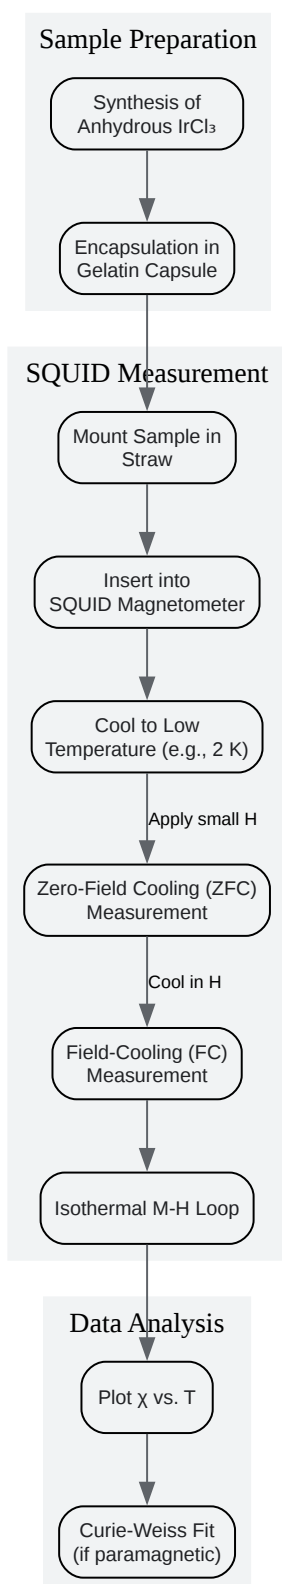 Sample Preparation
Synthesis of
Anhydrous IrCl₃
Encapsulation in
Gelatin Capsule
SQUID Measurement
Mount Sample in
Straw
Insert into
SQUID Magnetometer
Cool to Low
Temperature (e.g., 2 K)
Apply small H
Zero-Field Cooling (ZFC)
Measurement
Cool in H
Field-Cooling (FC)
Measurement
Isothermal M-H Loop
Data Analysis
Plot χ vs. T
Curie-Weiss Fit
(if paramagnetic)